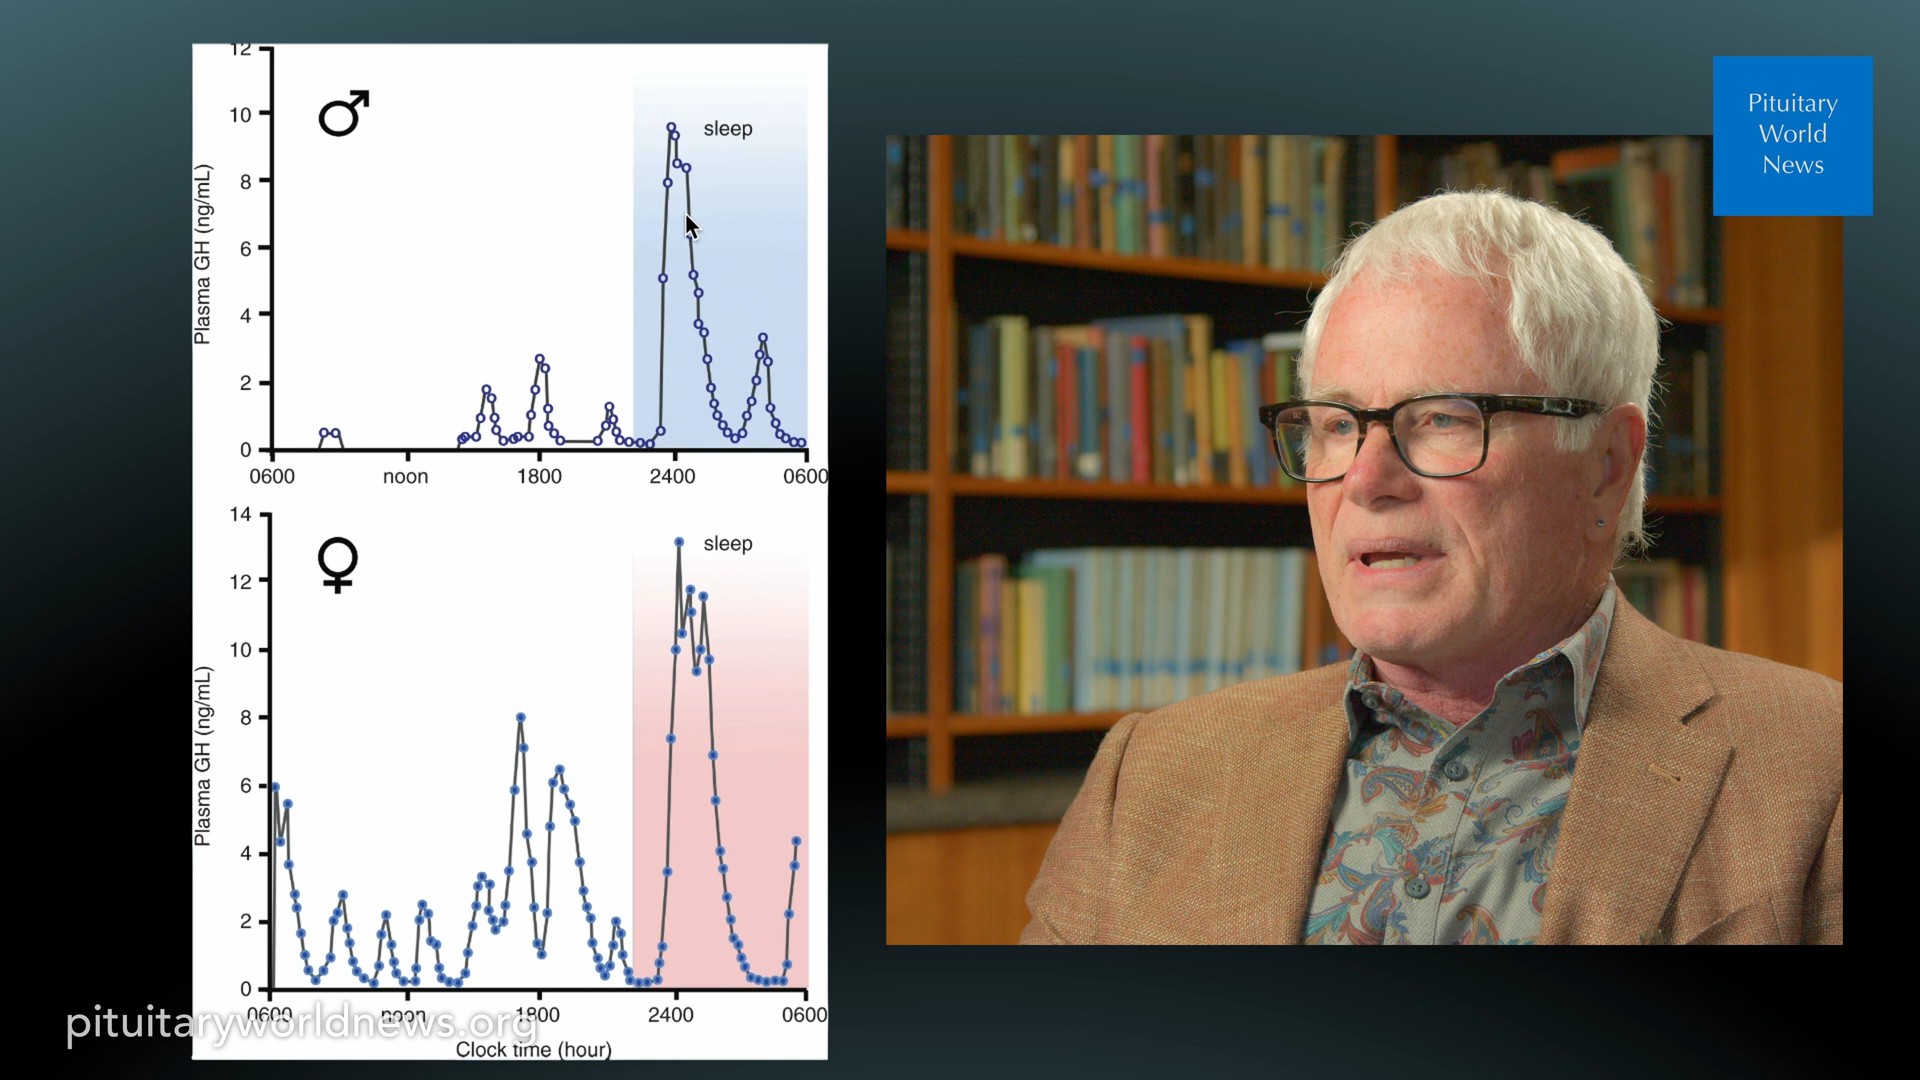 12
10
8
6
4
2
0
Plasma GH (ng/mL)
♂
sleep
0600 noon 1800 2400 0600
14
12
10
8
6
4
2
0
Plasma GH (ng/mL)
♀
sleep
0600 noon 1800 2400 0600
Clock time (hour)
pituitaryworldnews.org
Pituitary
World
News